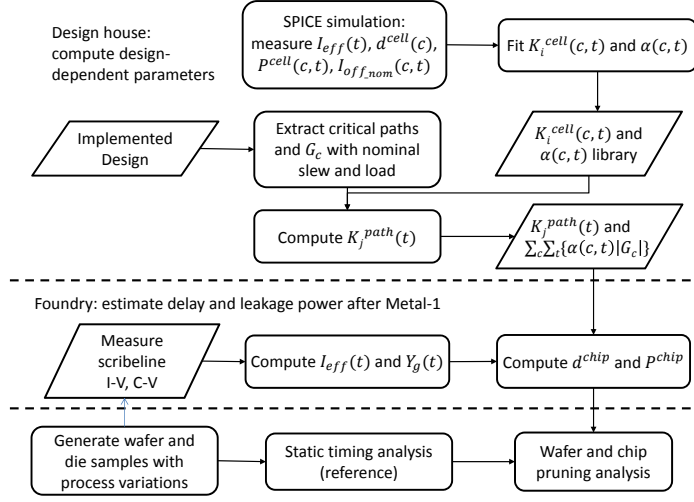 Design house:
compute design-
dependent parameters
SPICE simulation:
measure I_eff(t), d^cell(c),
P^cell(c, t), I_off_nom(c, t)
Fit K_i^cell(c, t) and α(c, t)
Implemented
Design
Extract critical paths
and G_c with nominal
slew and load
K_i^cell(c, t) and
α(c, t) library
Compute K_j^path(t)
K_j^path(t) and
∑_c∑_t{α(c, t)|G_c|}
Foundry: estimate delay and leakage power after Metal-1
Measure
scribeline
I-V, C-V
Compute I_eff(t) and Y_g(t)
Compute d^chip and P^chip
Generate wafer and
die samples with
process variations
Static timing analysis
(reference)
Wafer and chip
pruning analysis